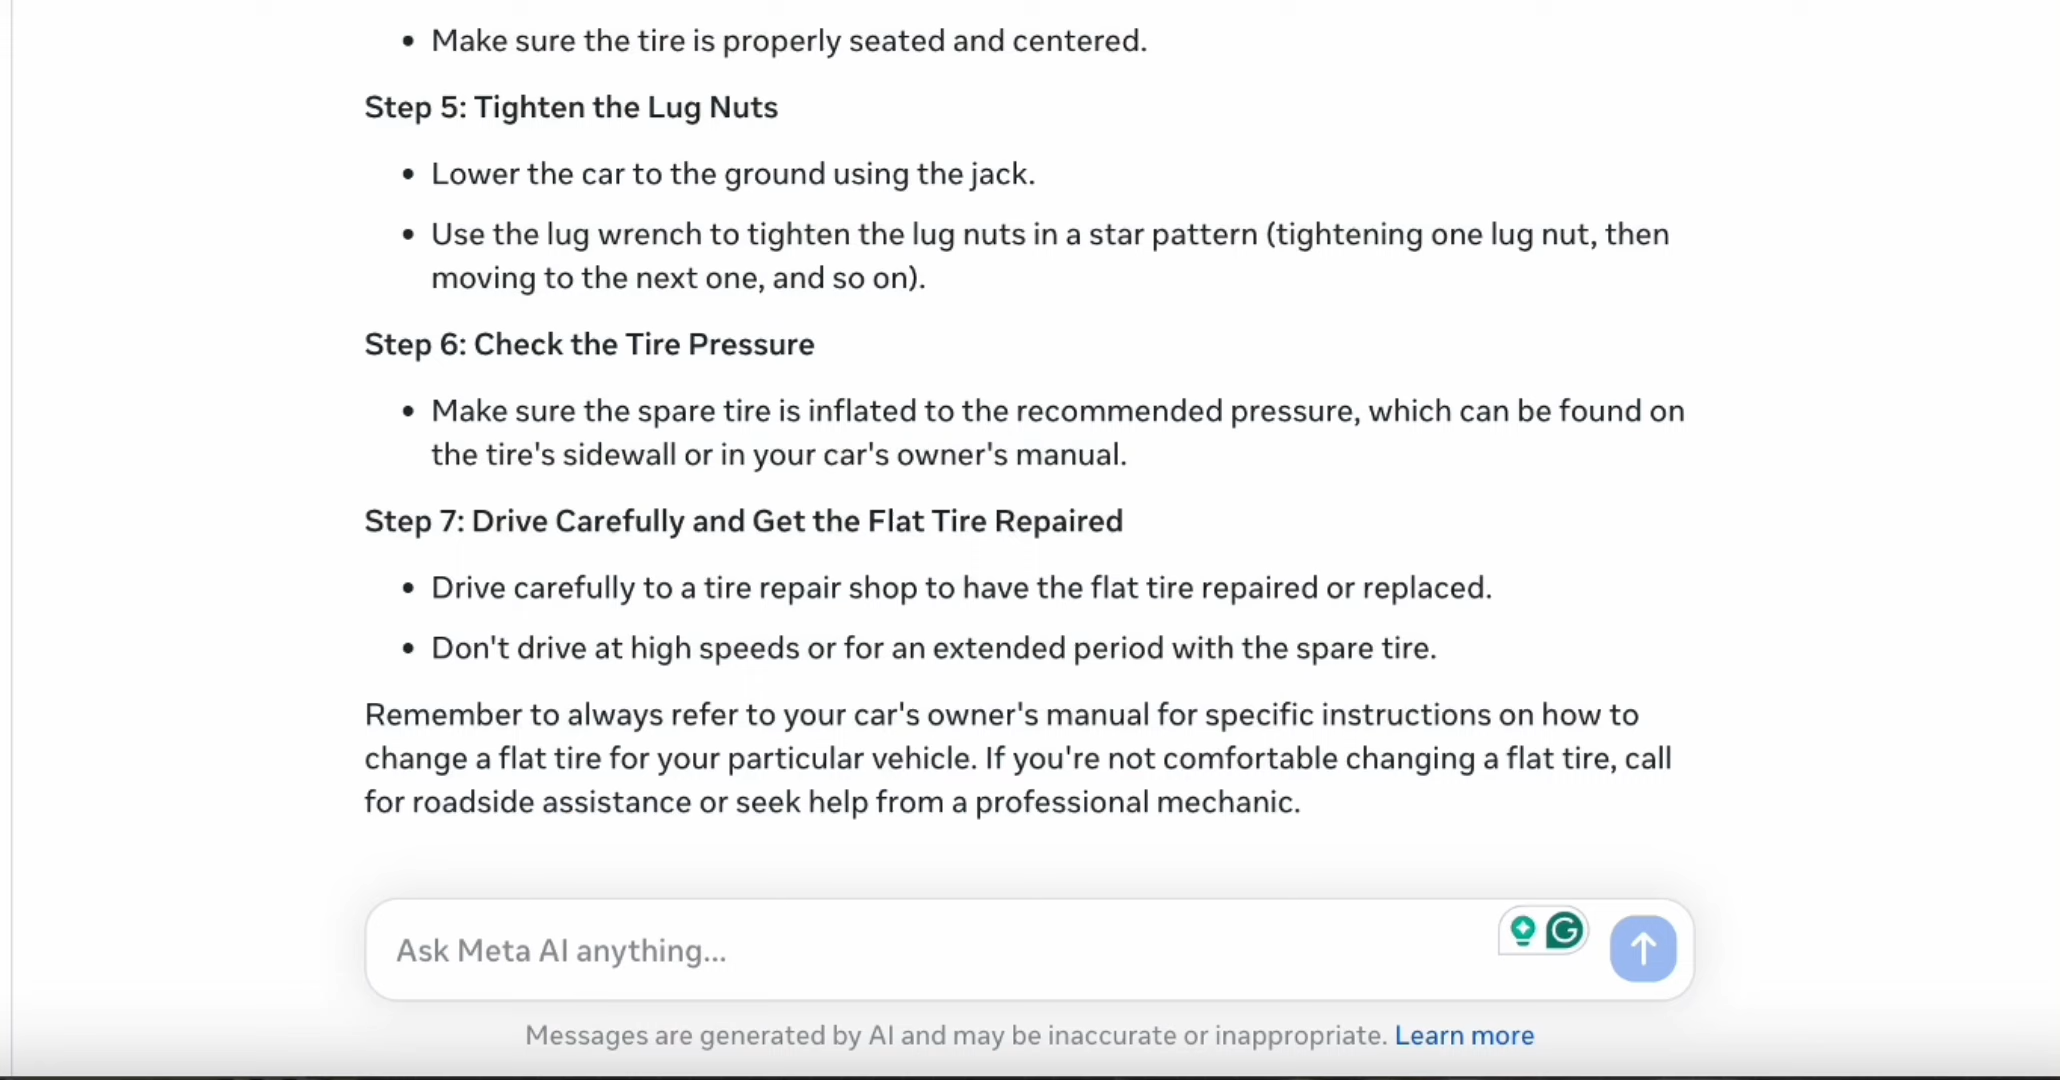 • Make sure the tire is properly seated and centered.
Step 5: Tighten the Lug Nuts
• Lower the car to the ground using the jack.
• Use the lug wrench to tighten the lug nuts in a star pattern (tightening one lug nut, then
moving to the next one, and so on).
Step 6: Check the Tire Pressure
• Make sure the spare tire is inflated to the recommended pressure, which can be found on
the tire's sidewall or in your car's owner's manual.
Step 7: Drive Carefully and Get the Flat Tire Repaired
• Drive carefully to a tire repair shop to have the flat tire repaired or replaced.
• Don't drive at high speeds or for an extended period with the spare tire.
Remember to always refer to your car's owner's manual for specific instructions on how to
change a flat tire for your particular vehicle. If you're not comfortable changing a flat tire, call
for roadside assistance or seek help from a professional mechanic.
Ask Meta AI anything...
Messages are generated by AI and may be inaccurate or inappropriate. Learn more